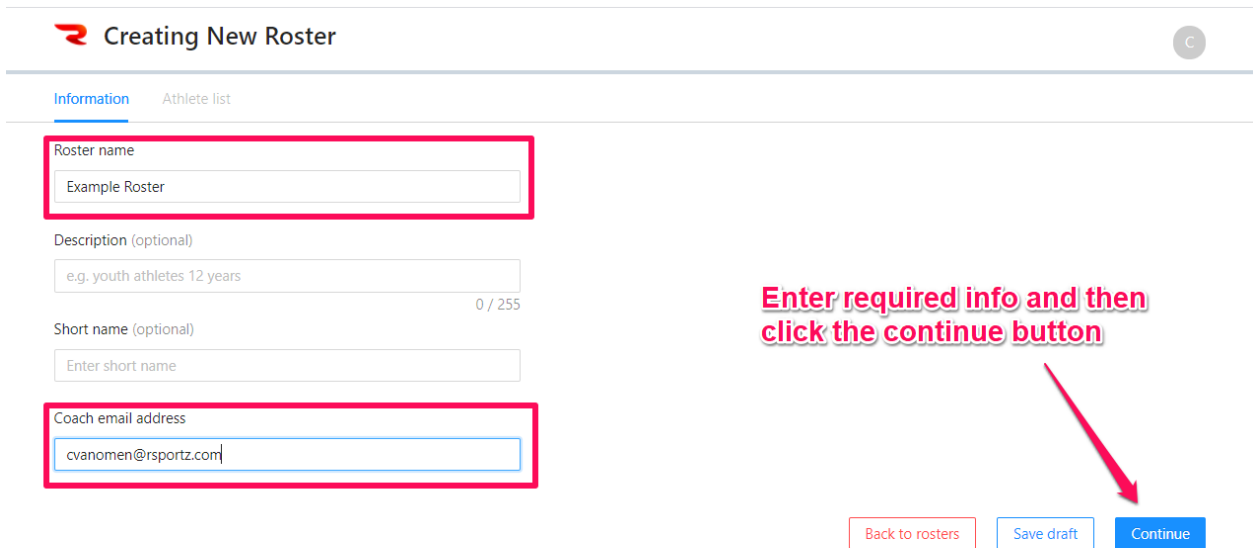 Creating New Roster
C
Information Athlete list
Roster name
Example Roster
Description (optional)
e.g. youth athletes 12 years
0 / 255
Short name (optional)
Enter short name
Enter required info and then
click the continue button
Coach email address
cvanomen@rsportz.com
Back to rosters Save draft Continue